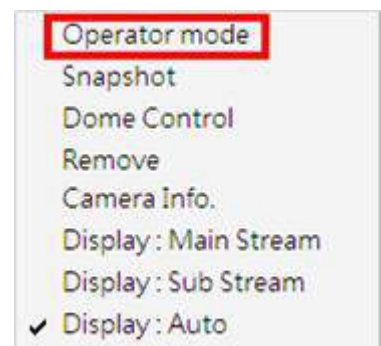 Operator mode
Snapshot
Dome Control
Remove
Camera Info.
Display : Main Stream
Display : Sub Stream
Display : Auto